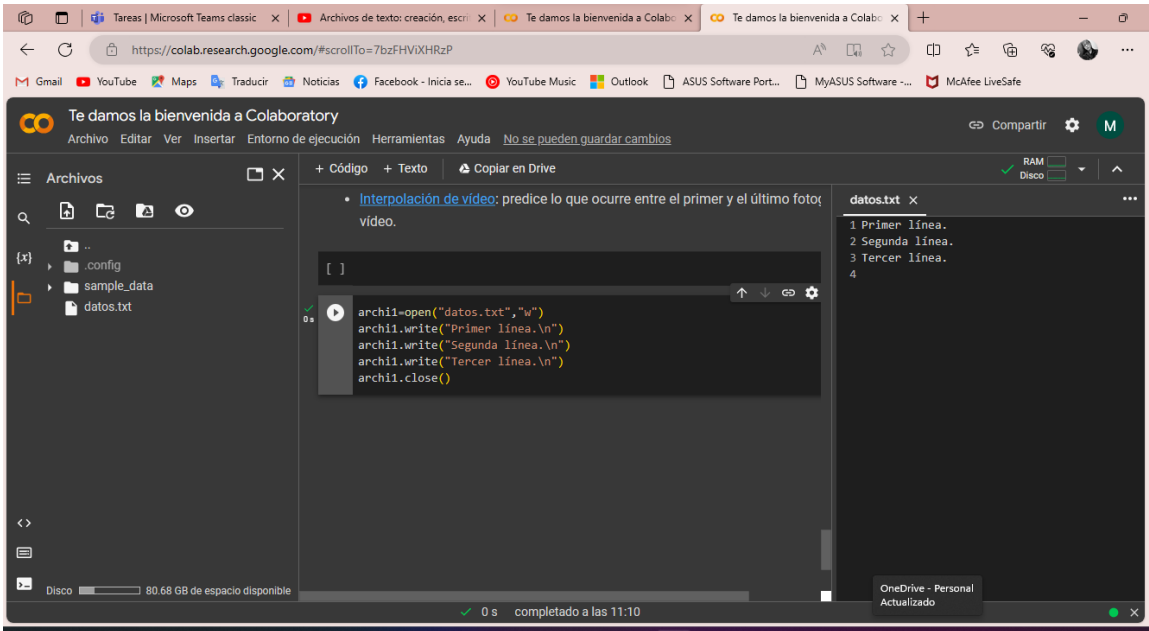 Tareas | Microsoft Teams classic
Archivos de texto: creación, escri
Te damos la bienvenida a Colabo
Te damos la bienvenida a Colabo
https://colab.research.google.com/#scrollTo=7bzFHViXHRzP
Gmail YouTube Maps Traducir Noticias Facebook - Inicia se... YouTube Music Outlook ASUS Software Port... MyASUS Software -... McAfee LiveSafe
Te damos la bienvenida a Colaboratory
Archivo Editar Ver Insertar Entorno de ejecución Herramientas Ayuda No se pueden guardar cambios
Compartir
M
Archivos
+ Código + Texto Copiar en Drive
RAM
Disco
..
.config
sample_data
datos.txt
{x}
Interpolación de vídeo: predice lo que ocurre entre el primer y el último fotog
vídeo.
[ ]
0 s
archi1=open("datos.txt","w")
archi1.write("Primer línea.\n")
archi1.write("Segunda línea.\n")
archi1.write("Tercer línea.\n")
archi1.close()
datos.txt
1 Primer línea.
2 Segunda línea.
3 Tercer línea.
4
Disco 80.68 GB de espacio disponible
OneDrive - Personal
Actualizado
0 s completado a las 11:10